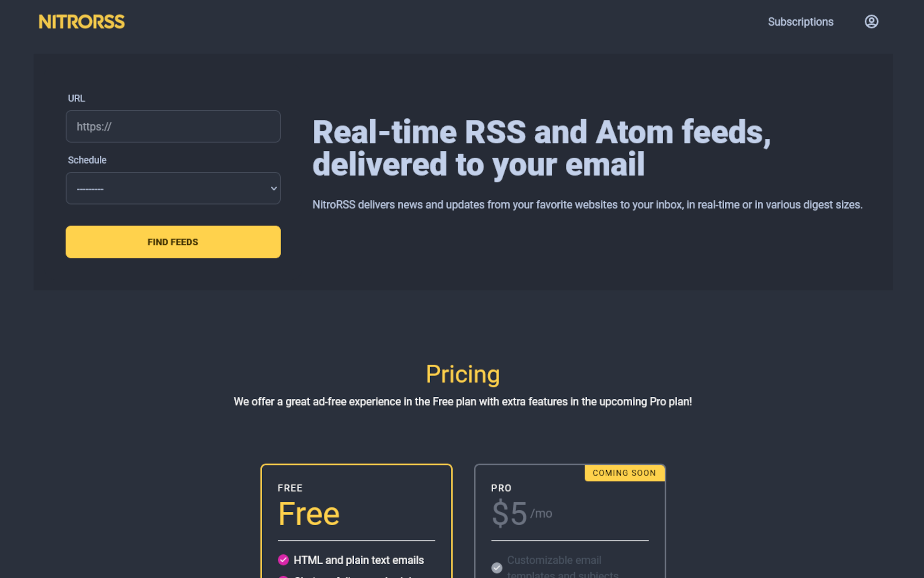 NITRORSS
Subscriptions
URL
https://
Schedule
---------
FIND FEEDS
Real-time RSS and Atom feeds,
delivered to your email
NitroRSS delivers news and updates from your favorite websites to your inbox, in real-time or in various digest sizes.
Pricing
We offer a great ad-free experience in the Free plan with extra features in the upcoming Pro plan!
FREE
Free
HTML and plain text emails
COMING SOON
PRO
$5 /mo
Customizable email
templates and subjects